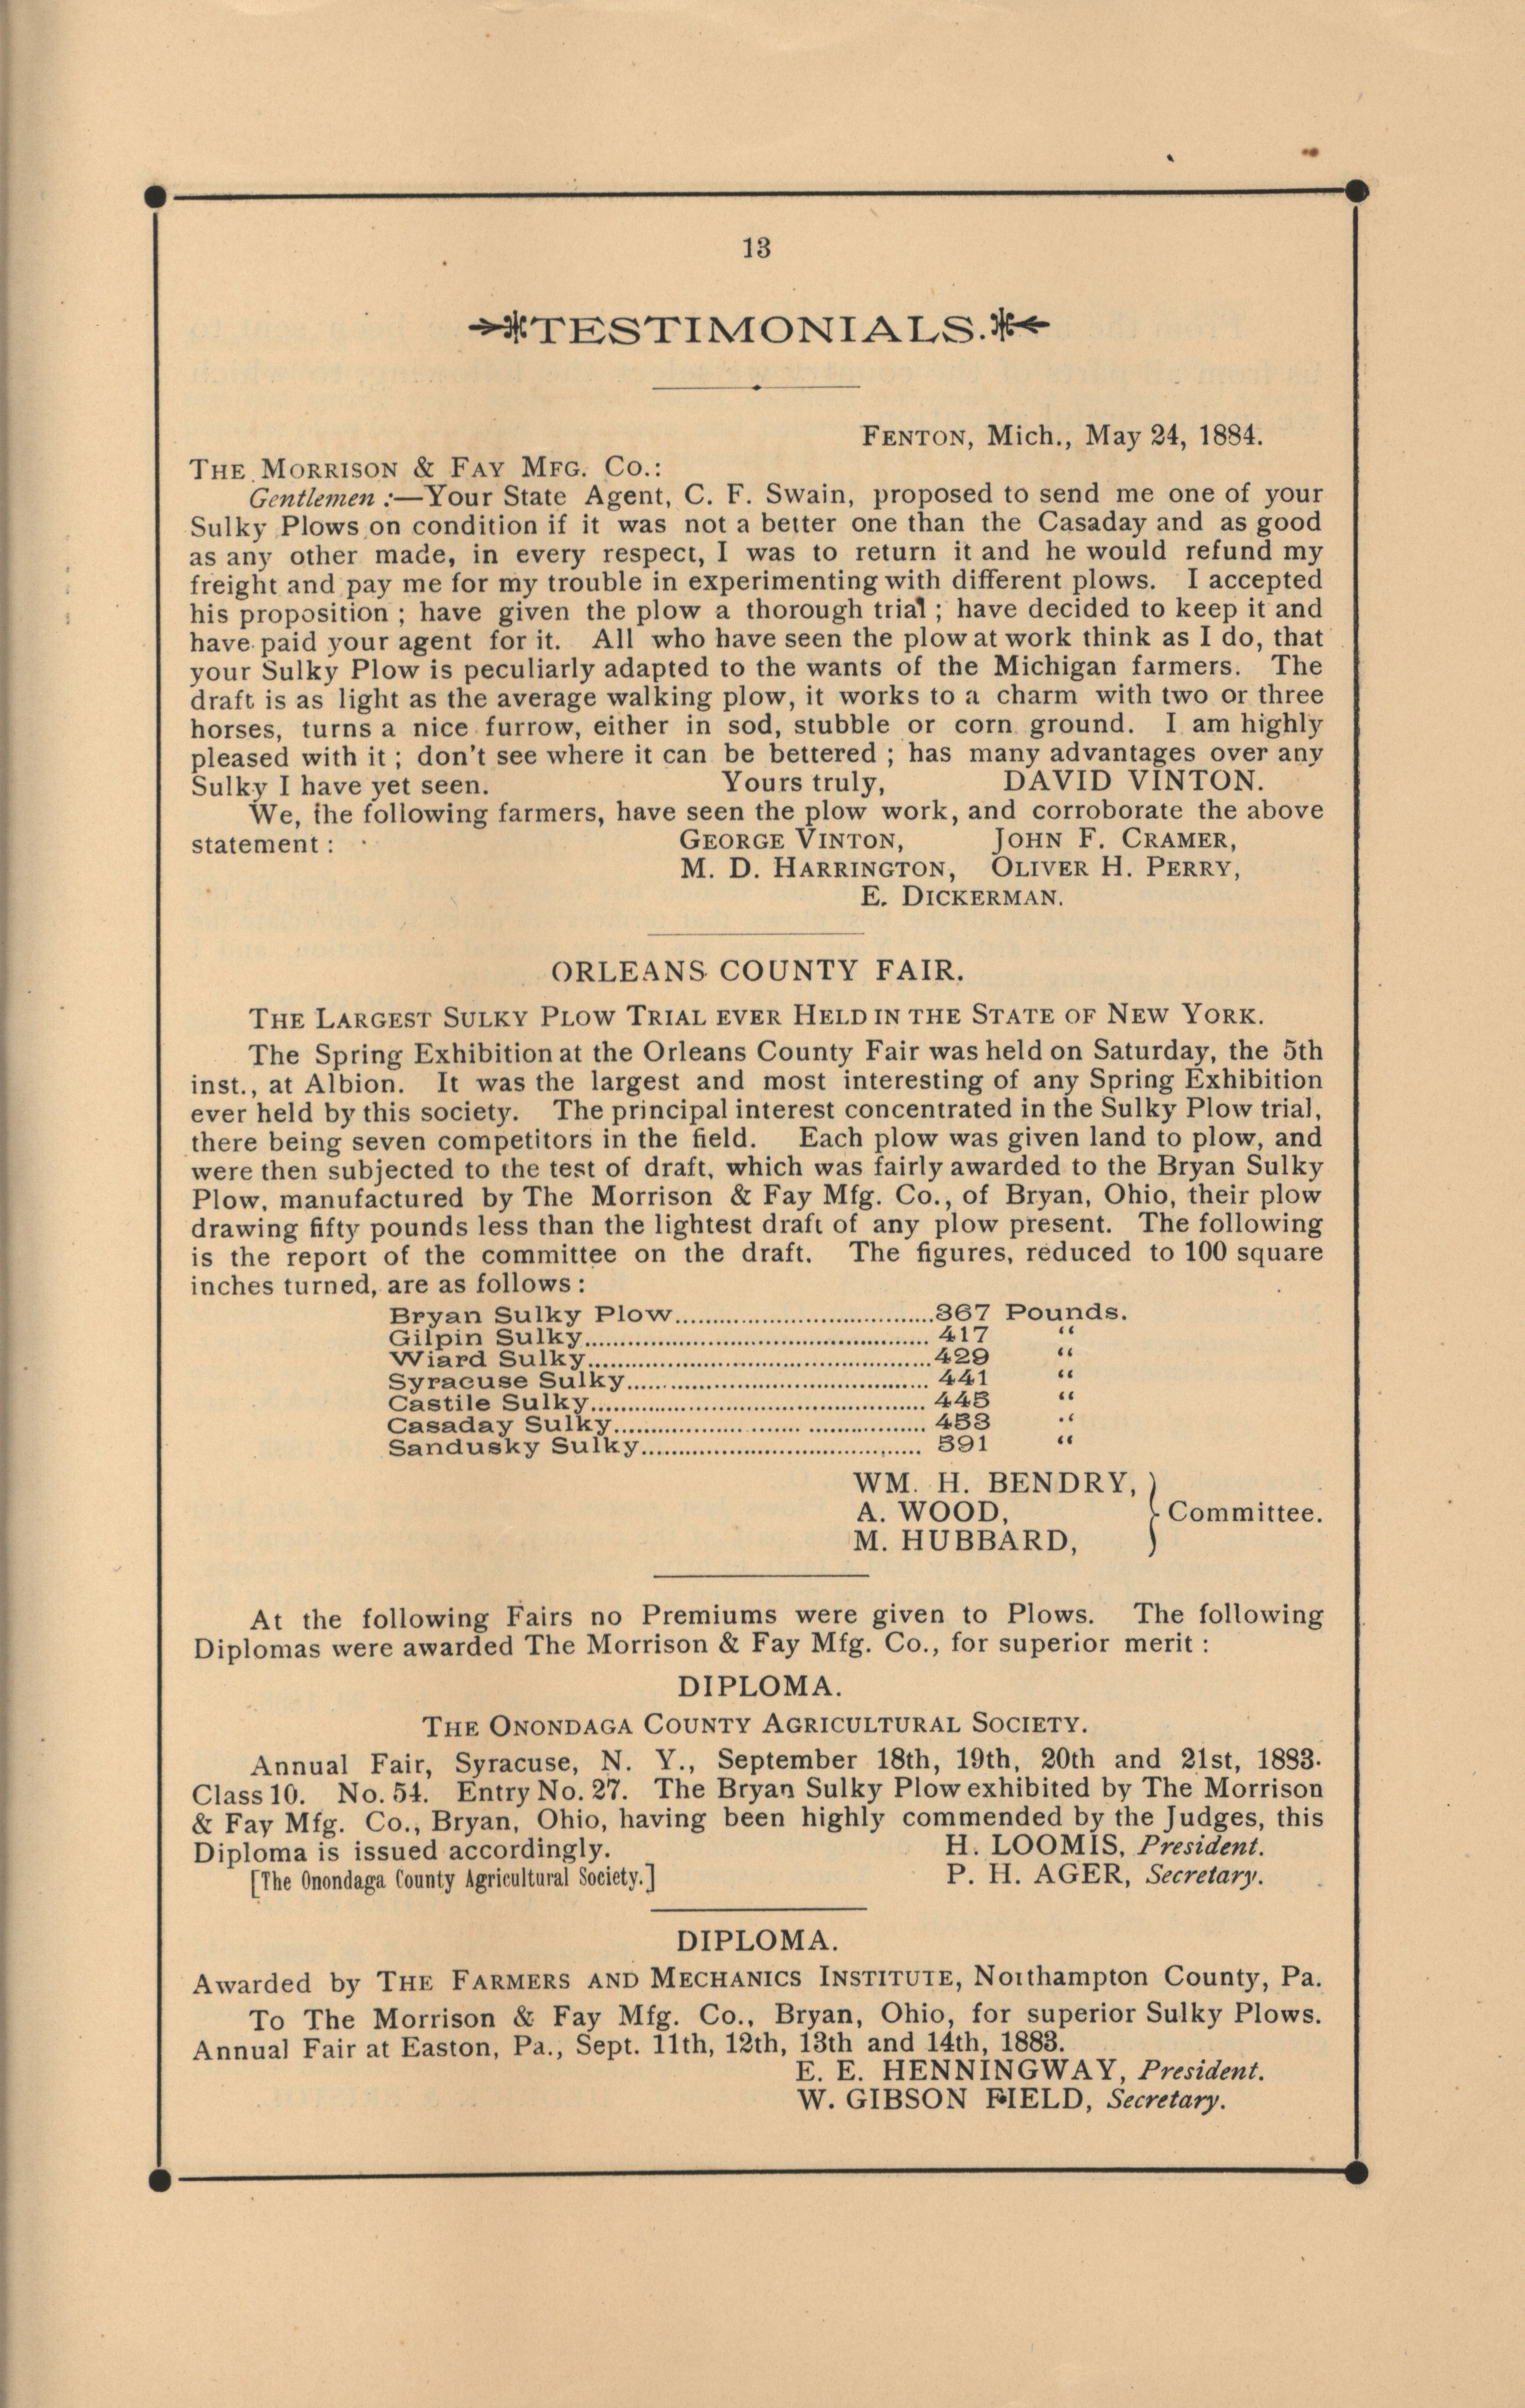 13
TESTIMONIALS.
FENTON, Mich., May 24, 1884.
THE MORRISON & FAY MFG. CO.:
Gentlemen :—Your State Agent, C. F. Swain, proposed to send me one of your
Sulky Plows on condition if it was not a better one than the Casaday and as good
as any other made, in every respect, I was to return it and he would refund my
freight and pay me for my trouble in experimenting with different plows. I accepted
his proposition ; have given the plow a thorough trial ; have decided to keep it and
have paid your agent for it. All who have seen the plow at work think as I do, that
your Sulky Plow is peculiarly adapted to the wants of the Michigan farmers. The
draft is as light as the average walking plow, it works to a charm with two or three
horses, turns a nice furrow, either in sod, stubble or corn ground. I am highly
pleased with it ; don't see where it can be bettered ; has many advantages over any
Sulky I have yet seen. Yours truly, DAVID VINTON.
We, the following farmers, have seen the plow work, and corroborate the above
statement : GEORGE VINTON, JOHN F. CRAMER,
M. D. HARRINGTON, OLIVER H. PERRY,
E. DICKERMAN.
ORLEANS COUNTY FAIR.
THE LARGEST SULKY PLOW TRIAL EVER HELD IN THE STATE OF NEW YORK.
The Spring Exhibition at the Orleans County Fair was held on Saturday, the 5th
inst., at Albion. It was the largest and most interesting of any Spring Exhibition
ever held by this society. The principal interest concentrated in the Sulky Plow trial,
there being seven competitors in the field. Each plow was given land to plow, and
were then subjected to the test of draft, which was fairly awarded to the Bryan Sulky
Plow, manufactured by The Morrison & Fay Mfg. Co., of Bryan, Ohio, their plow
drawing fifty pounds less than the lightest draft of any plow present. The following
is the report of the committee on the draft. The figures, reduced to 100 square
inches turned, are as follows :
Bryan Sulky Plow....................................367 Pounds.
Gilpin Sulky.................................................. 417 "
Wiard Sulky..................................................429 "
Syracuse Sulky............................................ 441 "
Castile Sulky................................................ 445 "
Casaday Sulky............................................. 453 "
Sandusky Sulky......................................... 591 "
WM. H. BENDRY,
A. WOOD, } Committee.
M. HUBBARD,
At the following Fairs no Premiums were given to Plows. The following
Diplomas were awarded The Morrison & Fay Mfg. Co., for superior merit :
DIPLOMA.
THE ONONDAGA COUNTY AGRICULTURAL SOCIETY.
Annual Fair, Syracuse, N. Y., September 18th, 19th, 20th and 21st, 1883.
Class 10. No. 54. Entry No. 27. The Bryan Sulky Plow exhibited by The Morrison
& Fay Mfg. Co., Bryan, Ohio, having been highly commended by the Judges, this
Diploma is issued accordingly. H. LOOMIS, President.
[The Onondaga County Agricultural Society.] P. H. AGER, Secretary.
DIPLOMA.
Awarded by THE FARMERS AND MECHANICS INSTITUTE, Northampton County, Pa.
To The Morrison & Fay Mfg. Co., Bryan, Ohio, for superior Sulky Plows.
Annual Fair at Easton, Pa., Sept. 11th, 12th, 13th and 14th, 1883.
E. E. HENNINGWAY, President.
W. GIBSON FIELD, Secretary.